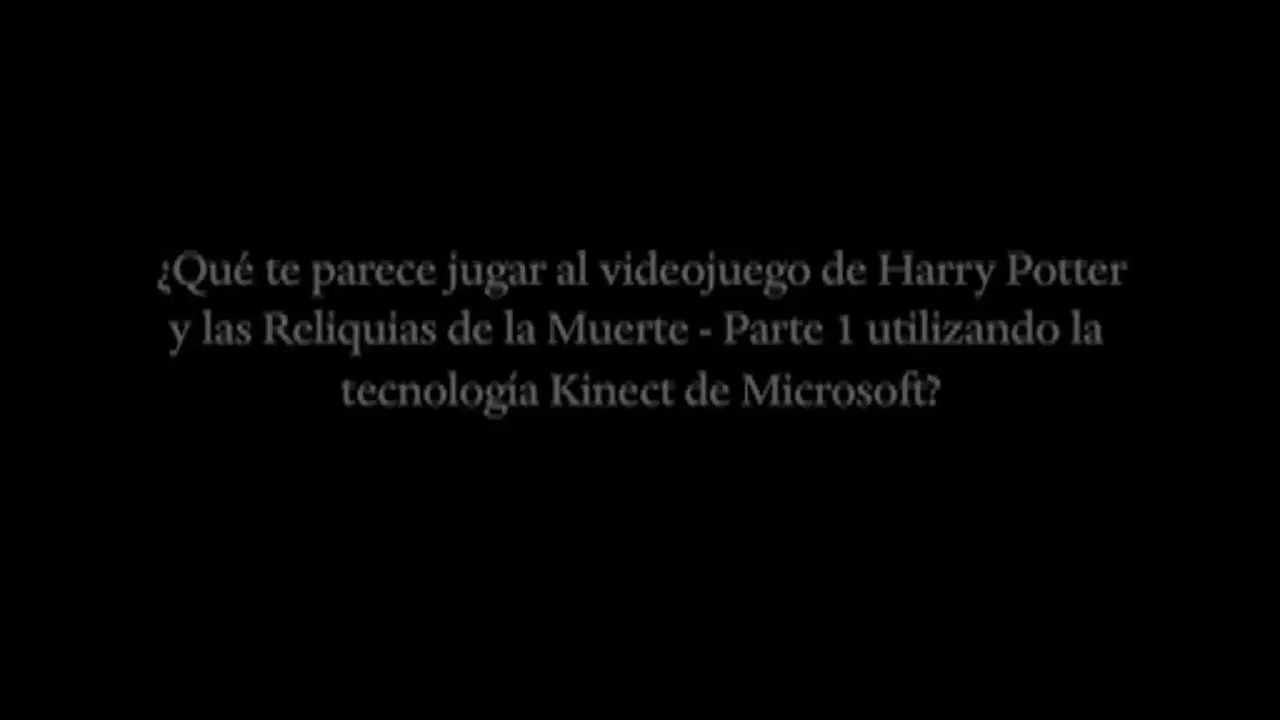 ¿Qué te parece jugar al videojuego de Harry Potter
y las Reliquias de la Muerte - Parte 1 utilizando la
tecnología Kinect de Microsoft?